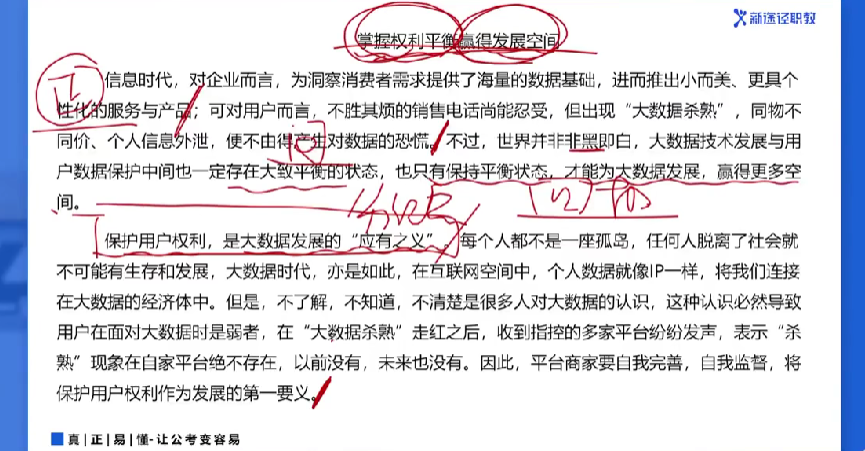 新途径职教
掌握权利平衡赢得发展空间
正
信息时代，对企业而言，为洞察消费者需求提供了海量的数据基础，进而推出小而美、更具个
性化的服务与产品；可对用户而言，不胜其烦的销售电话尚能忍受，但出现“大数据杀熟”，同物不
同价、个人信息外泄，便不由得产生对数据的恐慌。不过，世界并非非黑即白，大数据技术发展与用
户数据保护中间也一定存在大致平衡的状态，也只有保持平衡状态，才能为大数据发展，赢得更多空
间。
保护用户权利，是大数据发展的“应有之义”。每个人都不是一座孤岛，任何人脱离了社会就
不可能有生存和发展，大数据时代，亦是如此，在互联网空间中，个人数据就像IP一样，将我们连接
在大数据的经济体中。但是，不了解，不知道，不清楚是很多人对大数据的认识，这种认识必然导致
用户在面对大数据时是弱者，在“大数据杀熟”走红之后，收到指控的多家平台纷纷发声，表示“杀
熟”现象在自家平台绝不存在，以前没有，未来也没有。因此，平台商家要自我完善，自我监督，将
保护用户权利作为发展的第一要义。
真|正|易|懂-让公考变容易